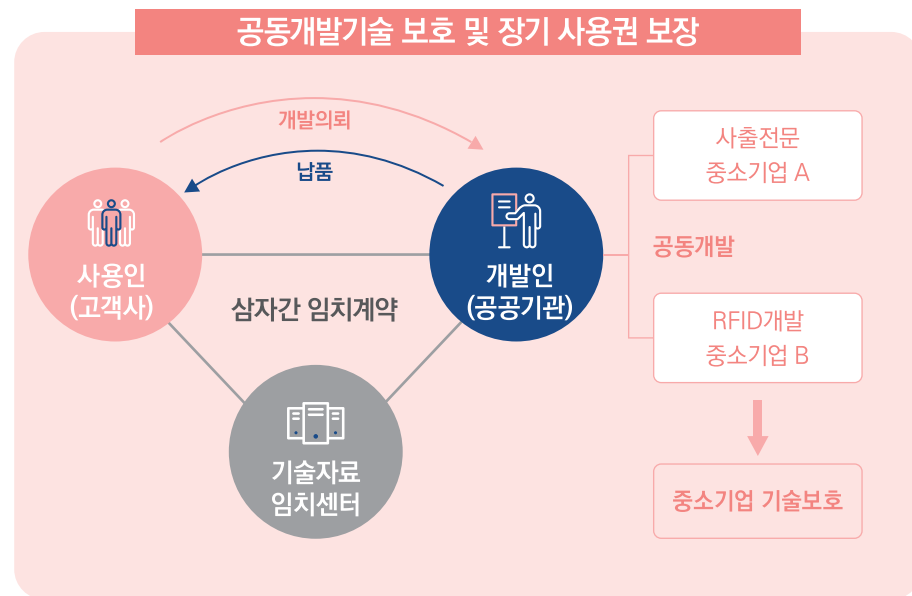 공동개발기술 보호 및 장기 사용권 보장
개발의뢰
납품
사용인
(고객사)
개발인
(공공기관)
삼자간 임치계약
기술자료
임치센터
사출전문
중소기업 A
공동개발
RFID개발
중소기업 B
중소기업 기술보호